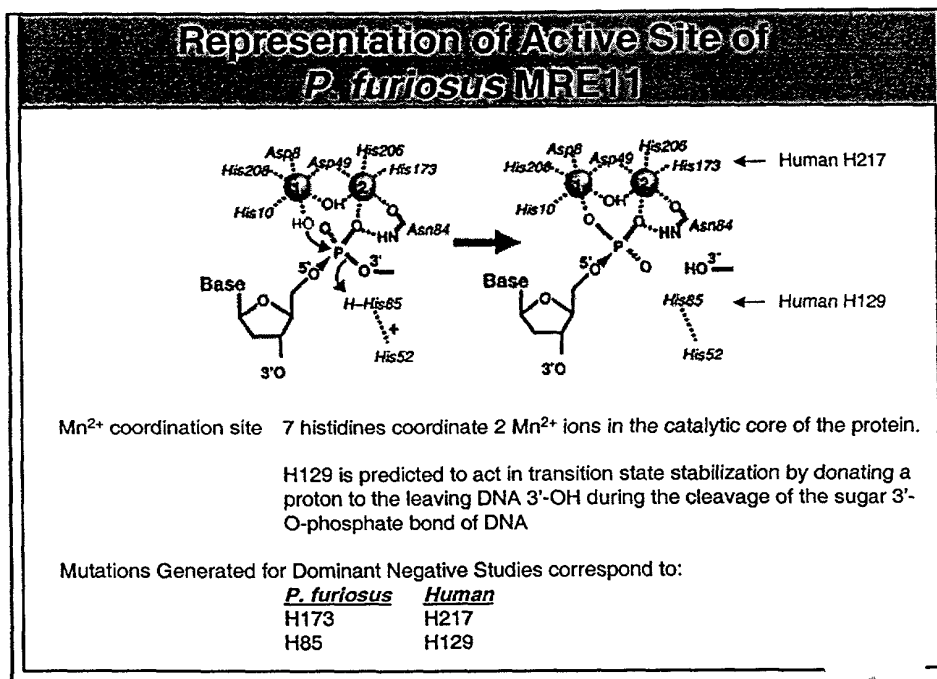 Representation of Active Site of
P. furiosus MRE11
Asp8 Asp49 His206
His208 His173
1 2
His10 OH O
HO O HN Asn84
O P
5' O O 3'
Base
O
H–His85
+
His52
3'O
Asp8 Asp49 His206
His208 His173 ← Human H217
1 2
His10 OH O
O O HN Asn84
P
5' O O HO 3'
Base
O
His85 ← Human H129
His52
3'O
Mn2+ coordination site 7 histidines coordinate 2 Mn2+ ions in the catalytic core of the protein.
H129 is predicted to act in transition state stabilization by donating a
proton to the leaving DNA 3'-OH during the cleavage of the sugar 3'-
O-phosphate bond of DNA
Mutations Generated for Dominant Negative Studies correspond to:
P. furiosus Human
H173 H217
H85 H129